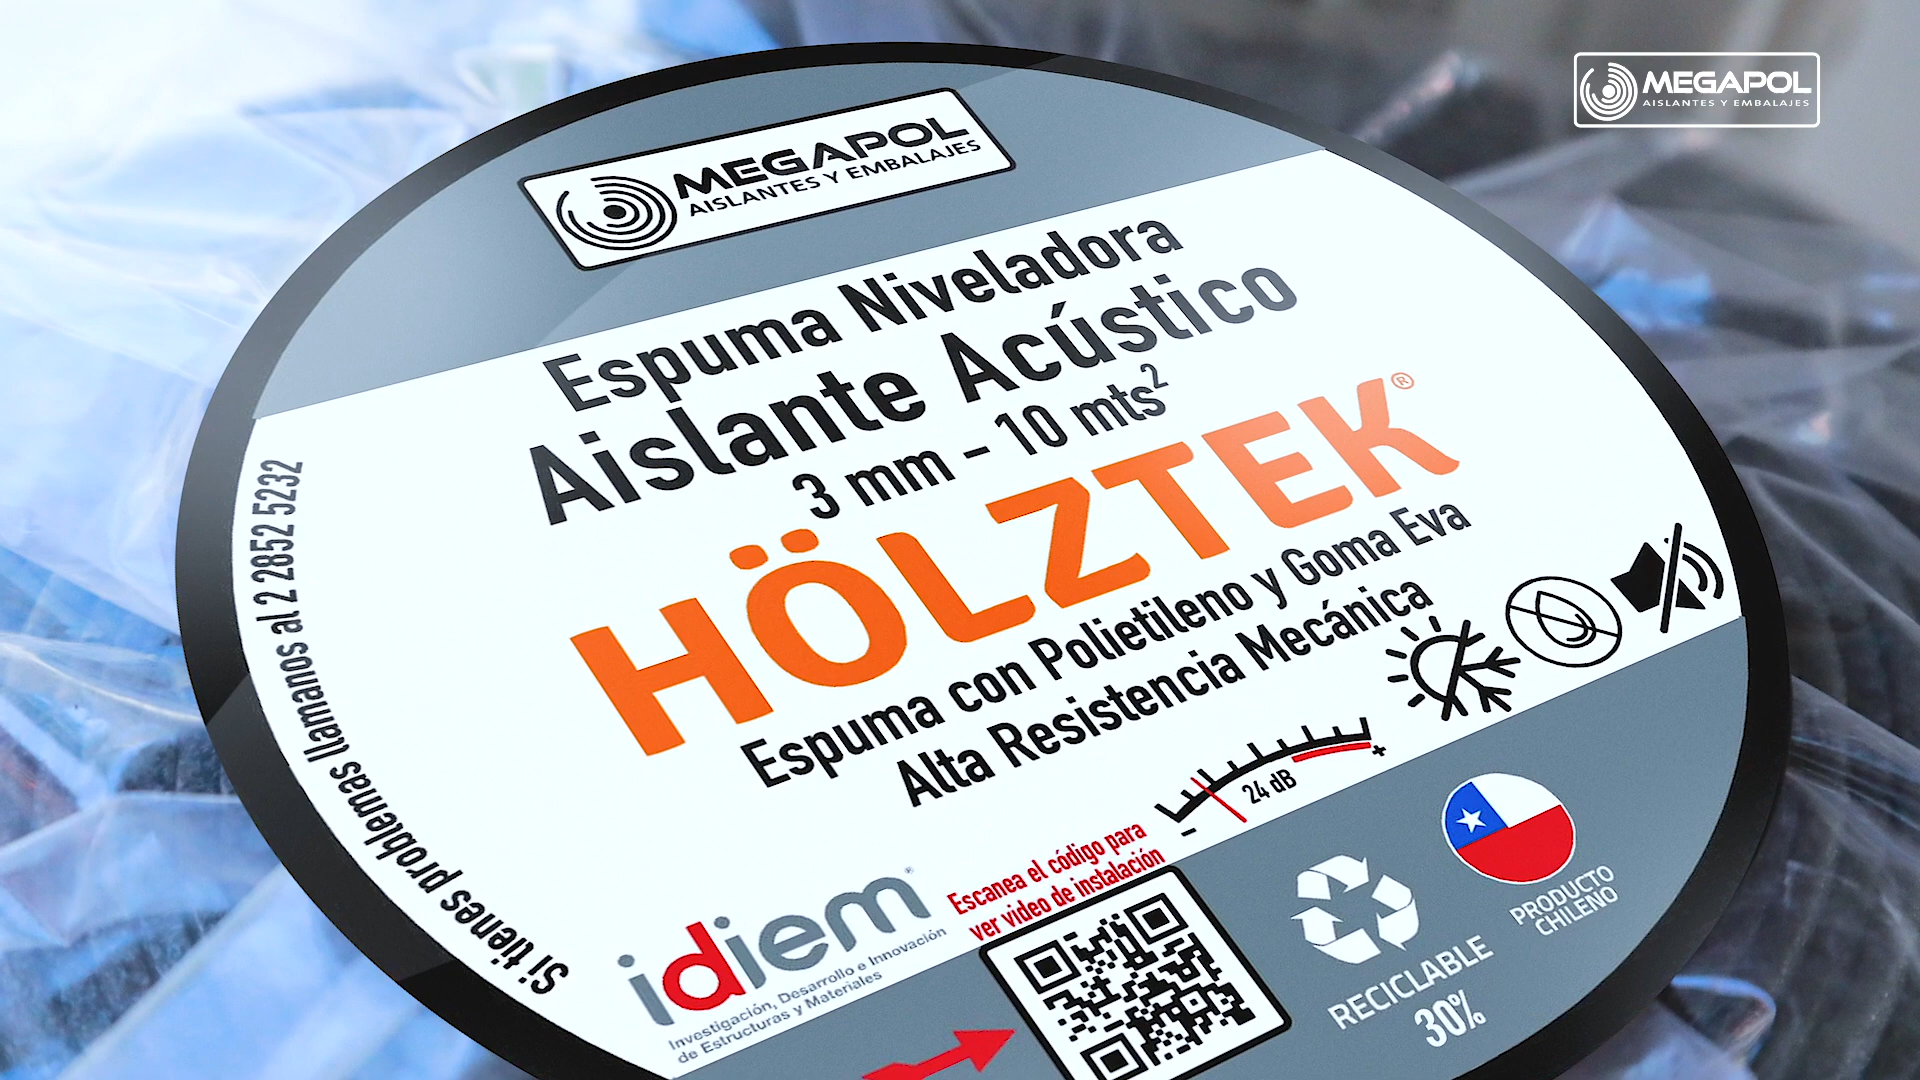 MEGAPOL
AISLANTES Y EMBALAJES
MEGAPOL
AISLANTES Y EMBALAJES
Espuma Niveladora
Aislante Acústico
3 mm - 10 mts²
HÖLZTEK®
Espuma con Polietileno y Goma Eva
Alta Resistencia Mecánica
Si tienes problemas llamanos al 2 2852 5232
- 24 dB +
Escanea el código para
ver video de instalación
idiem®
Investigación, Desarrollo e Innovación
de Estructuras y Materiales
RECICLABLE
30%
PRODUCTO
CHILENO